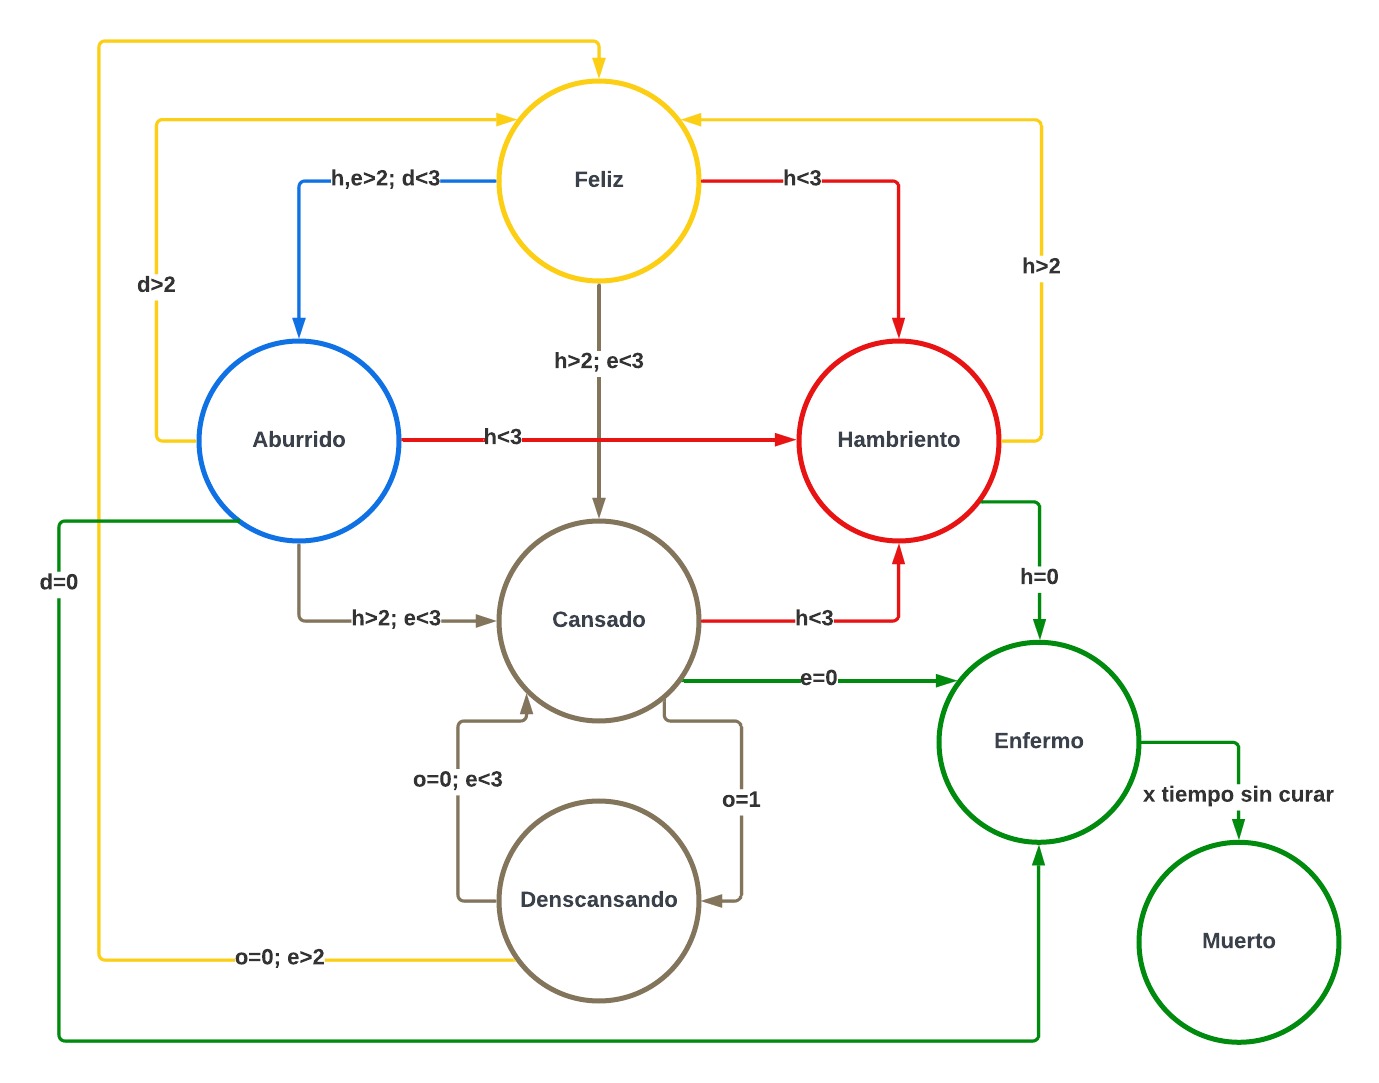 Feliz
h,e>2; d<3
h<3
d>2
h>2
h>2; e<3
Aburrido
h<3
Hambriento
d=0
h=0
h>2; e<3
Cansado
h<3
e=0
Enfermo
o=0; e<3
o=1
x tiempo sin curar
Denscansando
Muerto
o=0; e>2